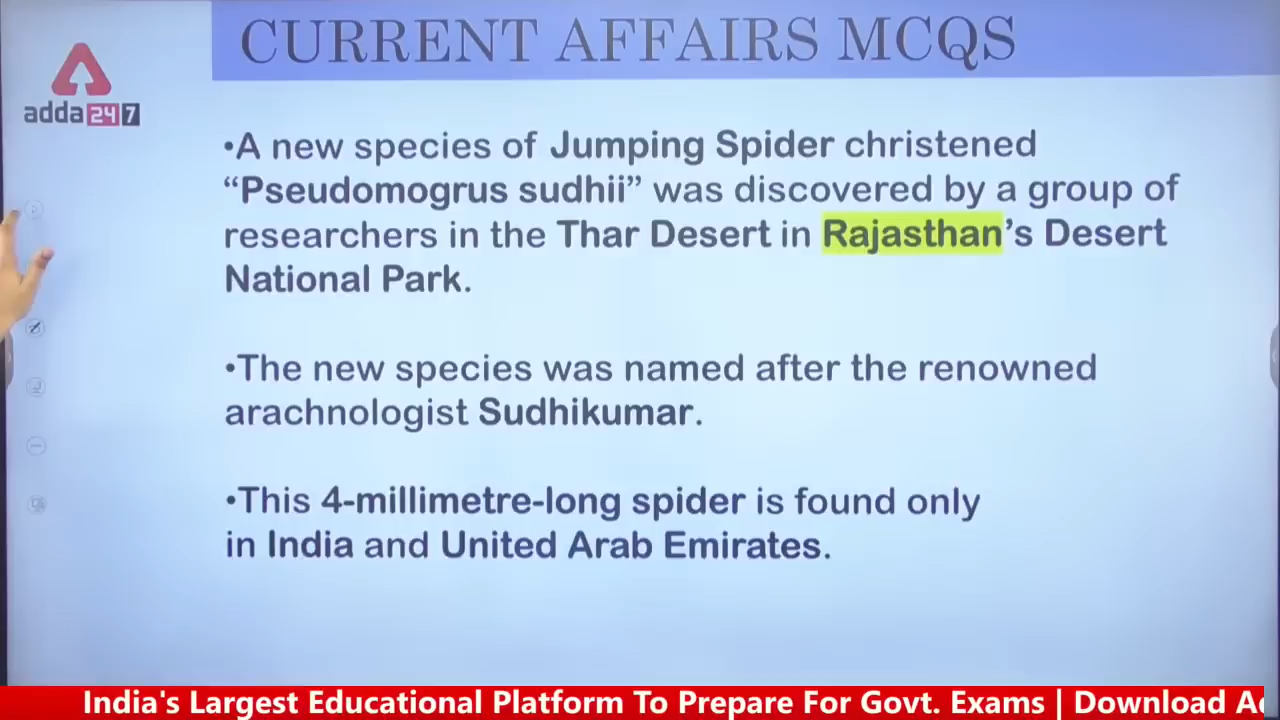 CURRENT AFFAIRS MCQS
adda247
•A new species of Jumping Spider christened
“Pseudomogrus sudhii” was discovered by a group of
researchers in the Thar Desert in Rajasthan’s Desert
National Park.
•The new species was named after the renowned
arachnologist Sudhikumar.
•This 4-millimetre-long spider is found only
in India and United Arab Emirates.
India's Largest Educational Platform To Prepare For Govt. Exams | Download